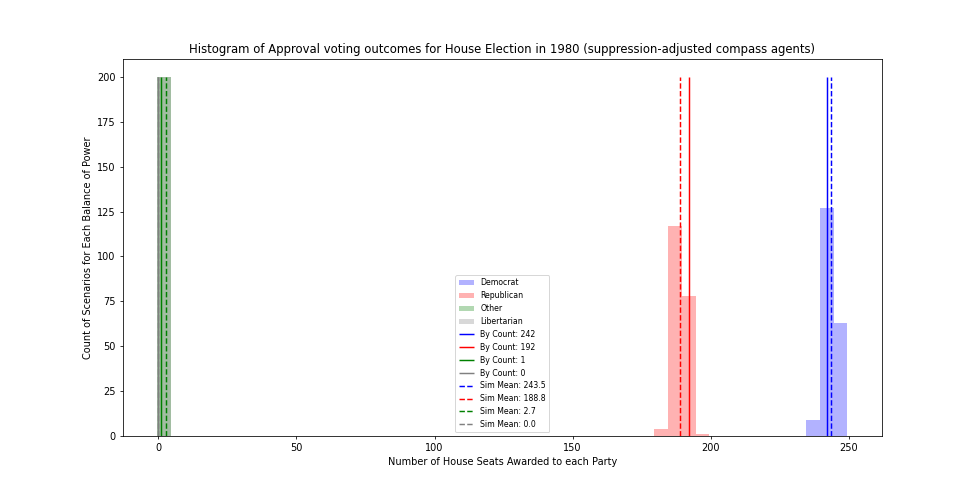 Histogram of Approval voting outcomes for House Election in 1980 (suppression-adjusted compass agents)
Count of Scenarios for Each Balance of Power
200
175
150
125
100
75
50
25
0
Democrat
Republican
Other
Libertarian
By Count: 242
By Count: 192
By Count: 1
By Count: 0
Sim Mean: 243.5
Sim Mean: 188.8
Sim Mean: 2.7
Sim Mean: 0.0
0 50 100 150 200 250
Number of House Seats Awarded to each Party